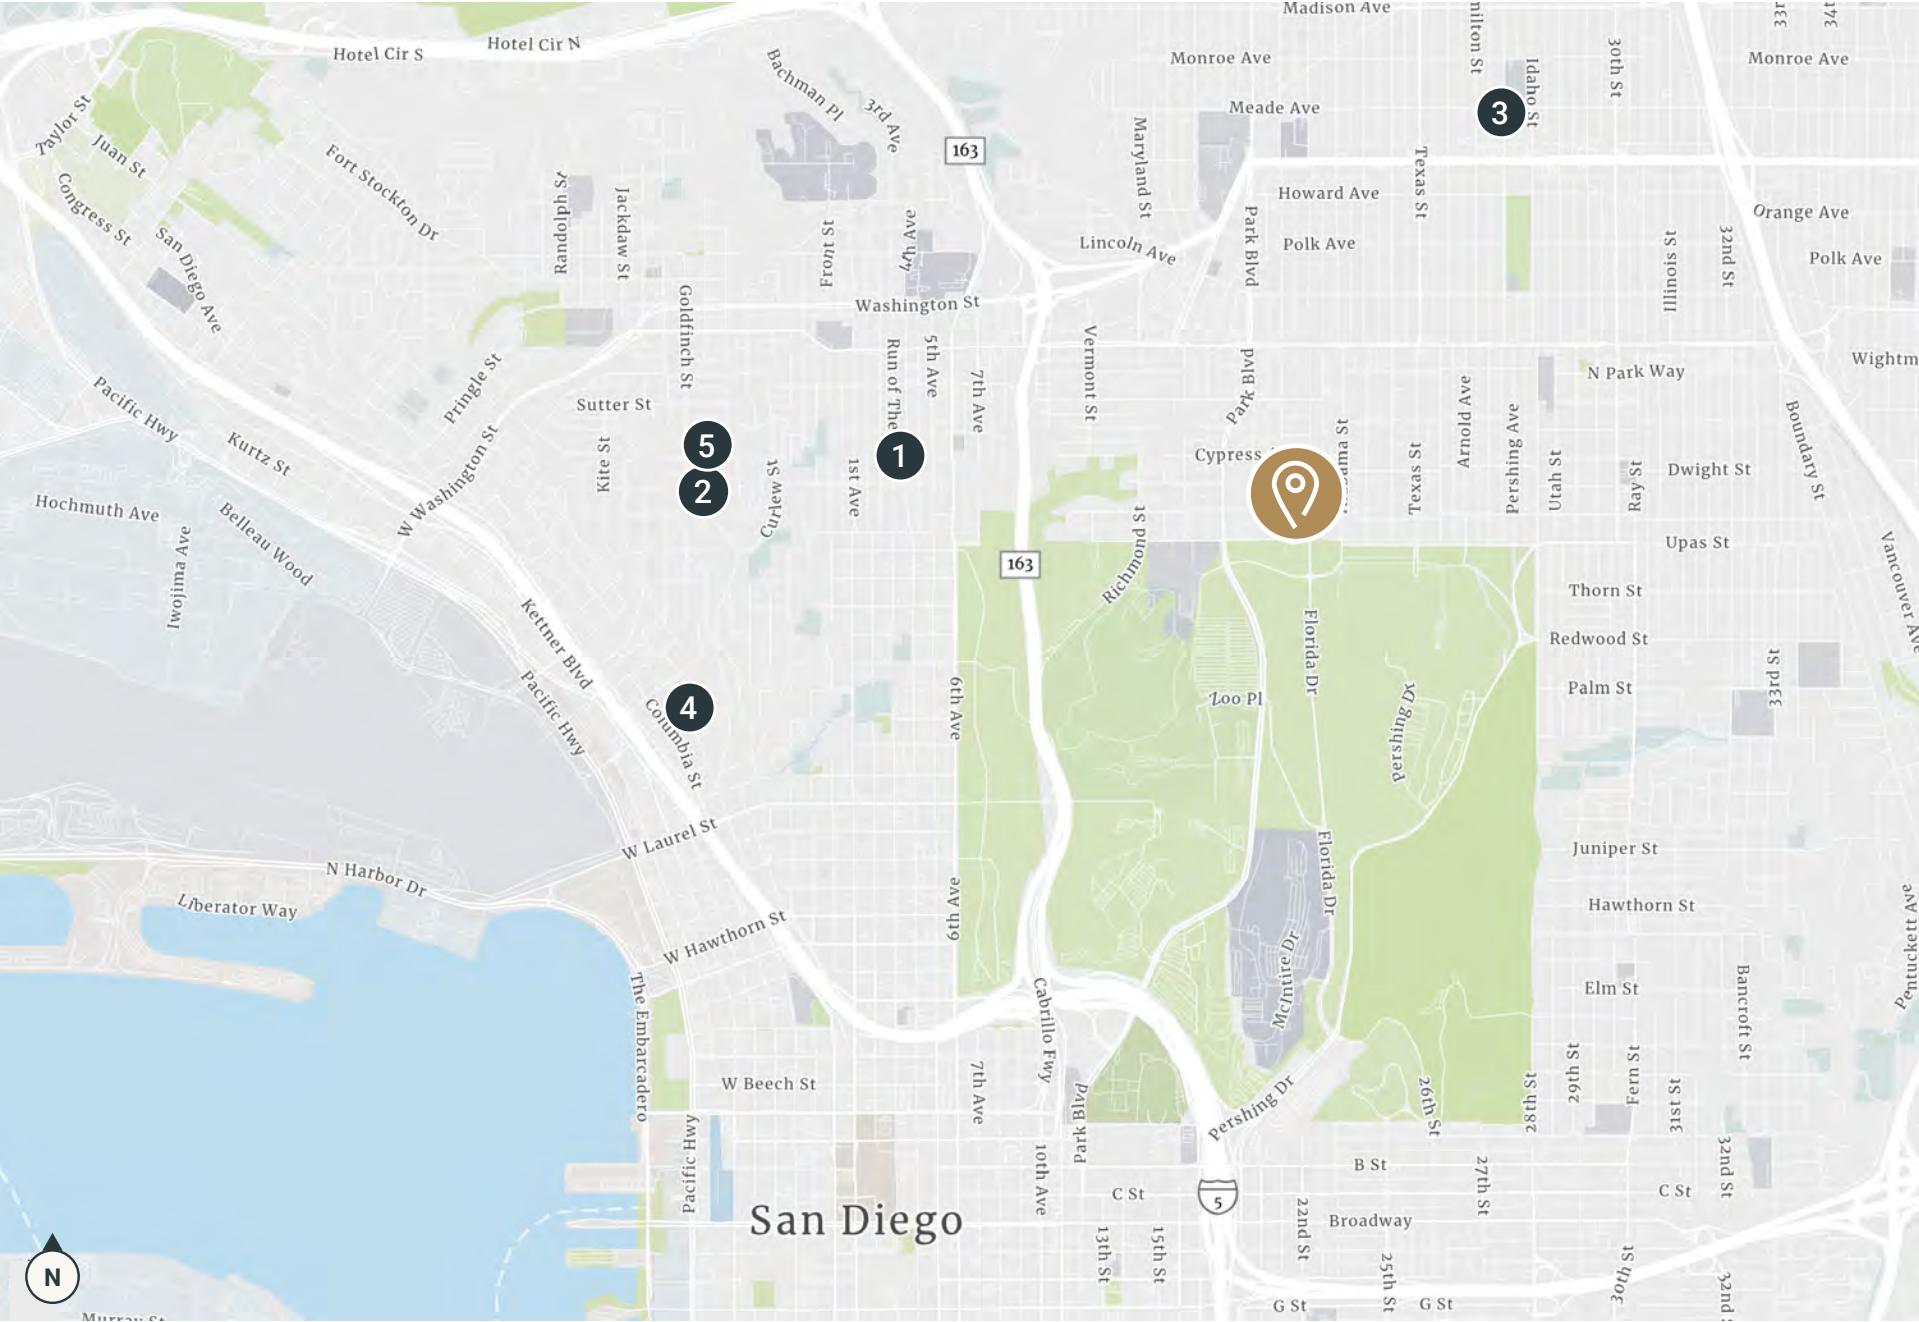 Madison Ave
Hotel Cir S
Hotel Cir N
Monroe Ave
Monroe Ave
Bachman Pl
3rd Ave
30th St
Idaho St
Meade Ave
3
Taylor St
Juan St
Congress St
San Diego Ave
Fort Stockton Dr
Randolph St
Jackdaw St
Front St
4th Ave
163
Maryland St
Texas St
Howard Ave
Orange Ave
Lincoln Ave
Park Blvd
Polk Ave
Illinois St
32nd St
Polk Ave
Goldfinch St
Washington St
Run of The
5th Ave
7th Ave
Vermont St
Park Blvd
N Park Way
Wightm
Pringle St
Pacific Hwy
Kurtz St
Sutter St
Kite St
W Washington St
5
2
1
Curlew St
1st Ave
Cypress
Texas St
Arnold Ave
Pershing Ave
Utah St
Ray St
Dwight St
Boundary St
Hochmuth Ave
Iwojima Ave
Belleau Wood
Upas St
Vancouver Av
163
Richmond St
Thorn St
Florida Dr
Redwood St
Kettner Blvd
Pacific Hwy
4
Columbia St
6th Ave
Zoo Pl
Pershing Dr
Palm St
33rd St
W Laurel St
N Harbor Dr
Liberator Way
W Hawthorn St
6th Ave
Florida Dr
Juniper St
Hawthorn St
Pentuckett Ave
McIntire Dr
Elm St
Bancroft St
The Embarcadero
Cabrillo Fwy
W Beech St
7th Ave
Park Blvd
Pershing Dr
26th St
28th St
29th St
Fern St
31st St
Pacific Hwy
10th Ave
C St
B St
27th St
32nd St
C St
5
San Diego
13th St
15th St
22nd St
Broadway
25th St
G St
G St
30th St
32nd
N